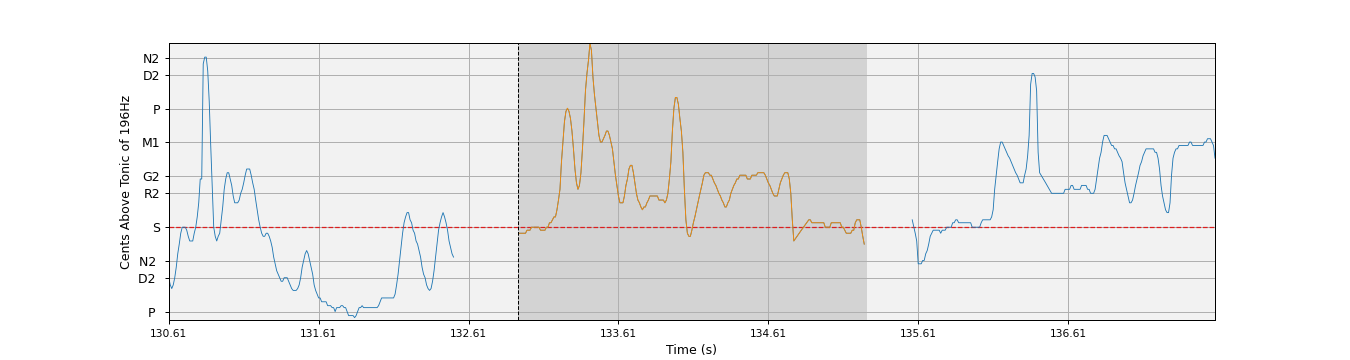 Cents Above Tonic of 196Hz
N2
D2
P
M1
G2
R2
S
N2
D2
P
130.61 131.61 132.61 133.61 134.61 135.61 136.61
Time (s)